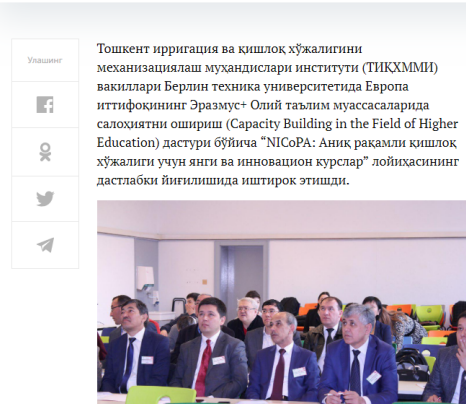 Улашинг
Тошкент ирригация ва қишлоқ хўжалигини
механизациялаш муҳандислари институти (ТИҚХММИ)
вакиллари Берлин техника университетида Европа
иттифоқининг Эразмус+ Олий таълим муассасаларида
салоҳиятни ошириш (Capacity Building in the Field of Higher
Education) дастури бўйича “NICoPA: Аниқ рақамли қишлоқ
хўжалиги учун янги ва инновацион курслар” лойиҳасининг
дастлабки йиғилишида иштирок этишди.